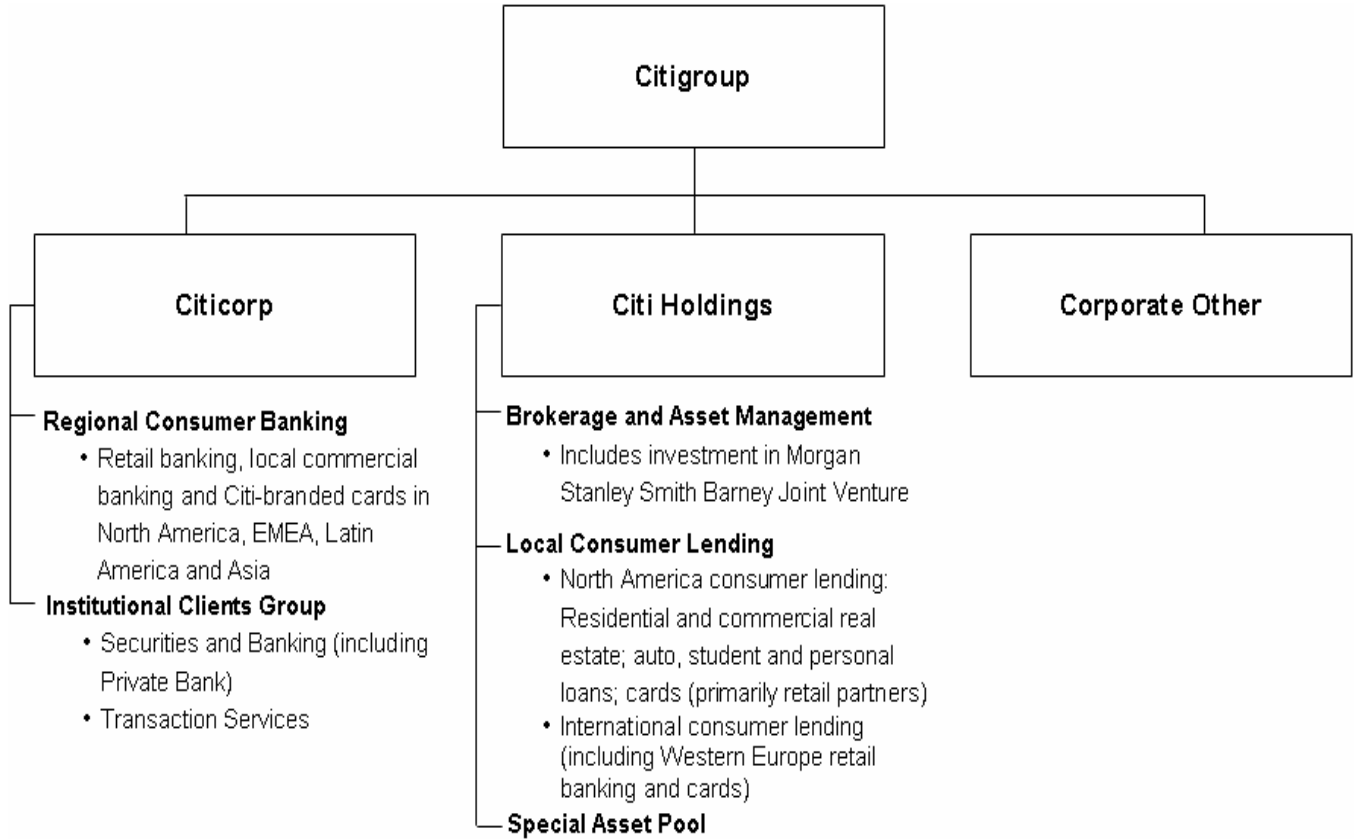 Citigroup
Citicorp
Citi Holdings
Corporate Other
Regional Consumer Banking
• Retail banking, local commercial
banking and Citi-branded cards in
North America, EMEA, Latin
America and Asia
Institutional Clients Group
• Securities and Banking (including
Private Bank)
• Transaction Services
Brokerage and Asset Management
• Includes investment in Morgan
Stanley Smith Barney Joint Venture
Local Consumer Lending
• North America consumer lending:
Residential and commercial real
estate; auto, student and personal
loans; cards (primarily retail partners)
• International consumer lending
(including Western Europe retail
banking and cards)
Special Asset Pool